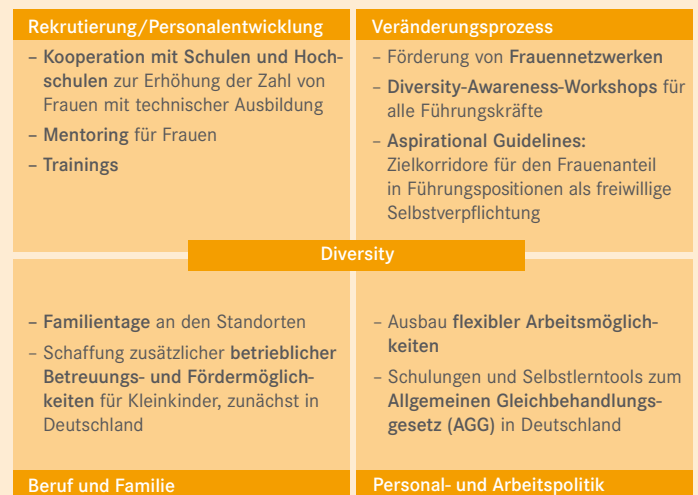 Rekrutierung/Personalentwicklung
– Kooperation mit Schulen und Hoch-
schulen zur Erhöhung der Zahl von
Frauen mit technischer Ausbildung
– Mentoring für Frauen
– Trainings
Veränderungsprozess
– Förderung von Frauennetzwerken
– Diversity-Awareness-Workshops für
alle Führungskräfte
– Aspirational Guidelines:
Zielkorridore für den Frauenanteil
in Führungspositionen als freiwillige
Selbstverpflichtung
Diversity
– Familientage an den Standorten
– Schaffung zusätzlicher betrieblicher
Betreuungs- und Fördermöglich-
keiten für Kleinkinder, zunächst in
Deutschland
Beruf und Familie
– Ausbau flexibler Arbeitsmöglich-
keiten
– Schulungen und Selbstlerntools zum
Allgemeinen Gleichbehandlungs-
gesetz (AGG) in Deutschland
Personal- und Arbeitspolitik